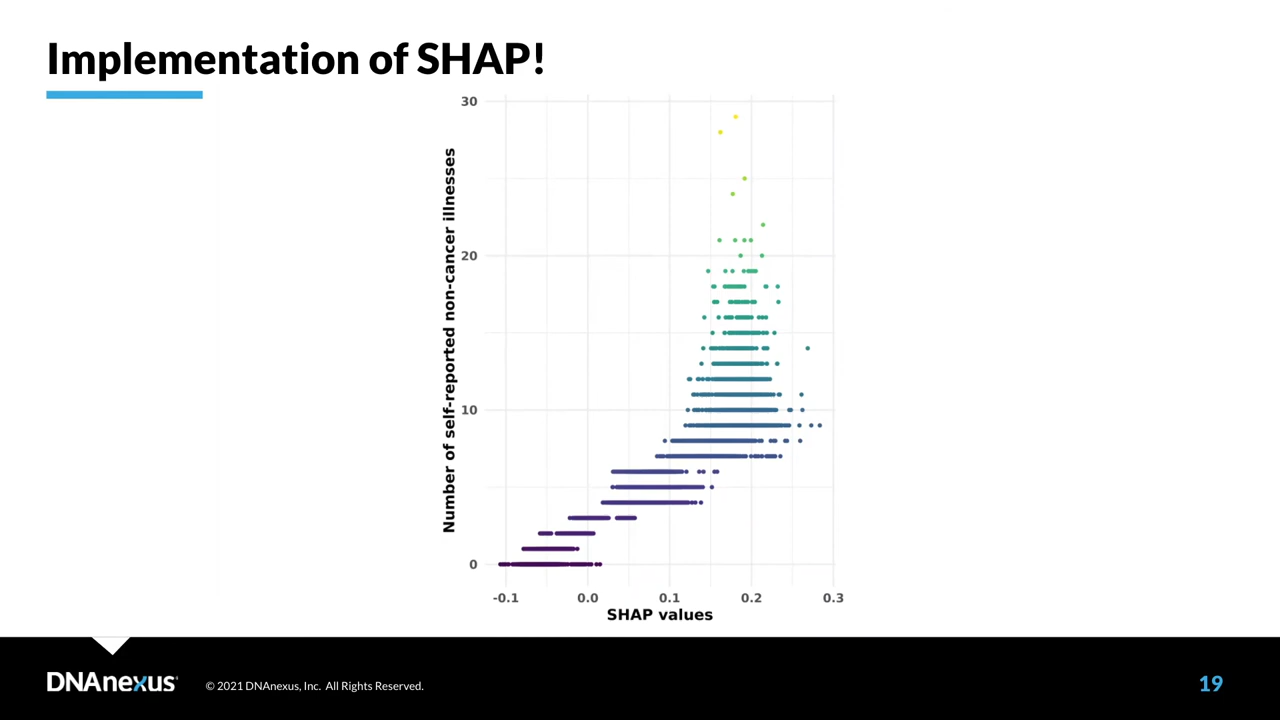 Implementation of SHAP!
30
20
10
0
Number of self-reported non-cancer illnesses
-0.1 0.0 0.1 0.2 0.3
SHAP values
DNAnexus
© 2021 DNAnexus, Inc. All Rights Reserved.
19